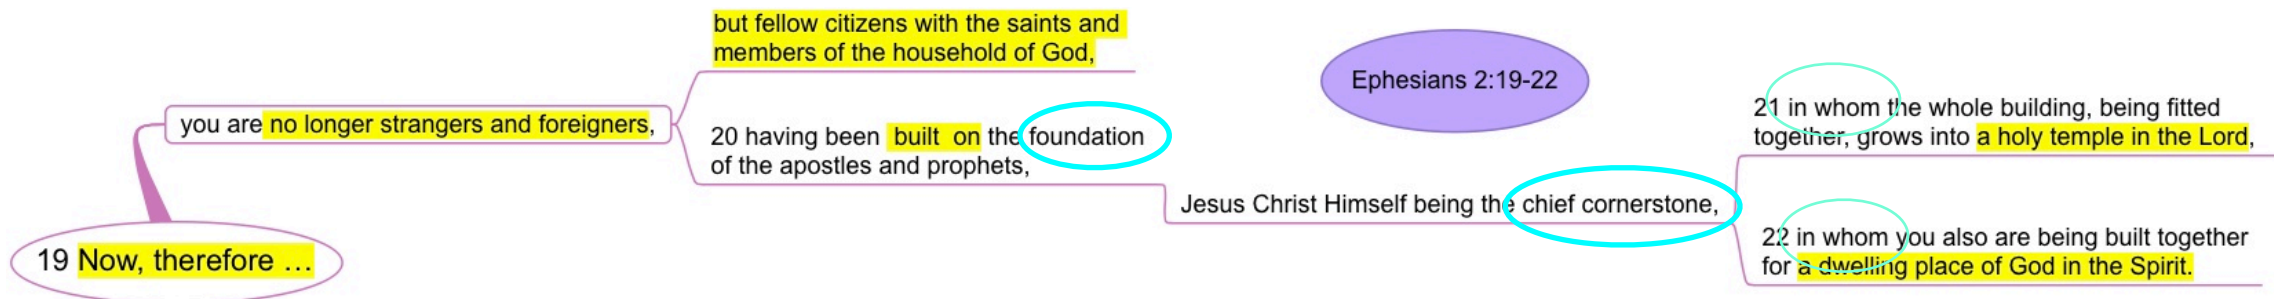 Ephesians 2:19-22
19 Now, therefore ...
you are no longer strangers and foreigners,
but fellow citizens with the saints and
members of the household of God,
20 having been built on the foundation
of the apostles and prophets,
Jesus Christ Himself being the chief cornerstone,
21 in whom the whole building, being fitted
together, grows into a holy temple in the Lord,
22 in whom you also are being built together
for a dwelling place of God in the Spirit.